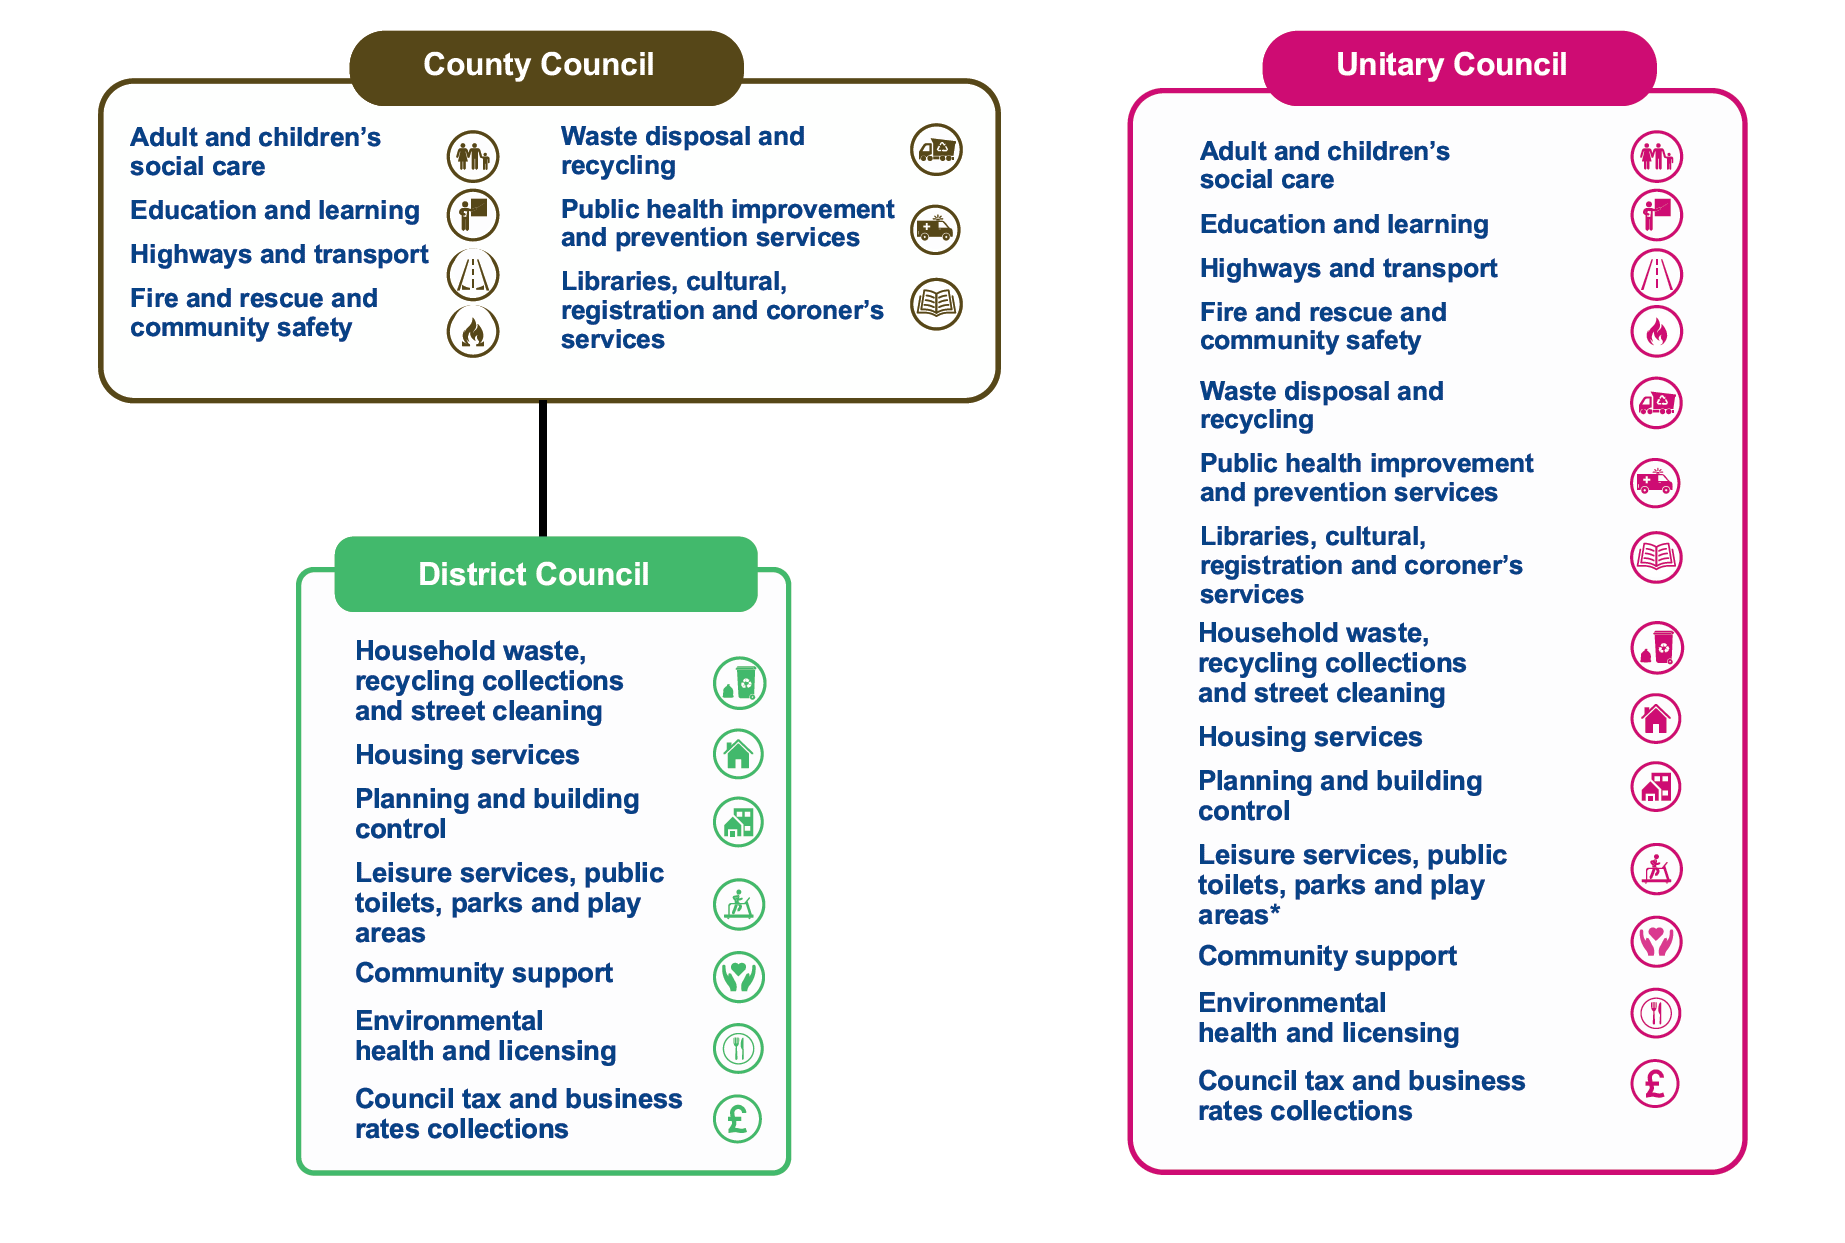 County Council
Adult and children’s
social care
Education and learning
Highways and transport
Fire and rescue and
community safety
Waste disposal and
recycling
Public health improvement
and prevention services
Libraries, cultural,
registration and coroner’s
services
District Council
Household waste,
recycling collections
and street cleaning
Housing services
Planning and building
control
Leisure services, public
toilets, parks and play
areas
Community support
Environmental
health and licensing
Council tax and business
rates collections
£
Unitary Council
Adult and children’s
social care
Education and learning
Highways and transport
Fire and rescue and
community safety
Waste disposal and
recycling
Public health improvement
and prevention services
Libraries, cultural,
registration and coroner’s
services
Household waste,
recycling collections
and street cleaning
Housing services
Planning and building
control
Leisure services, public
toilets, parks and play
areas*
Community support
Environmental
health and licensing
Council tax and business
rates collections
£